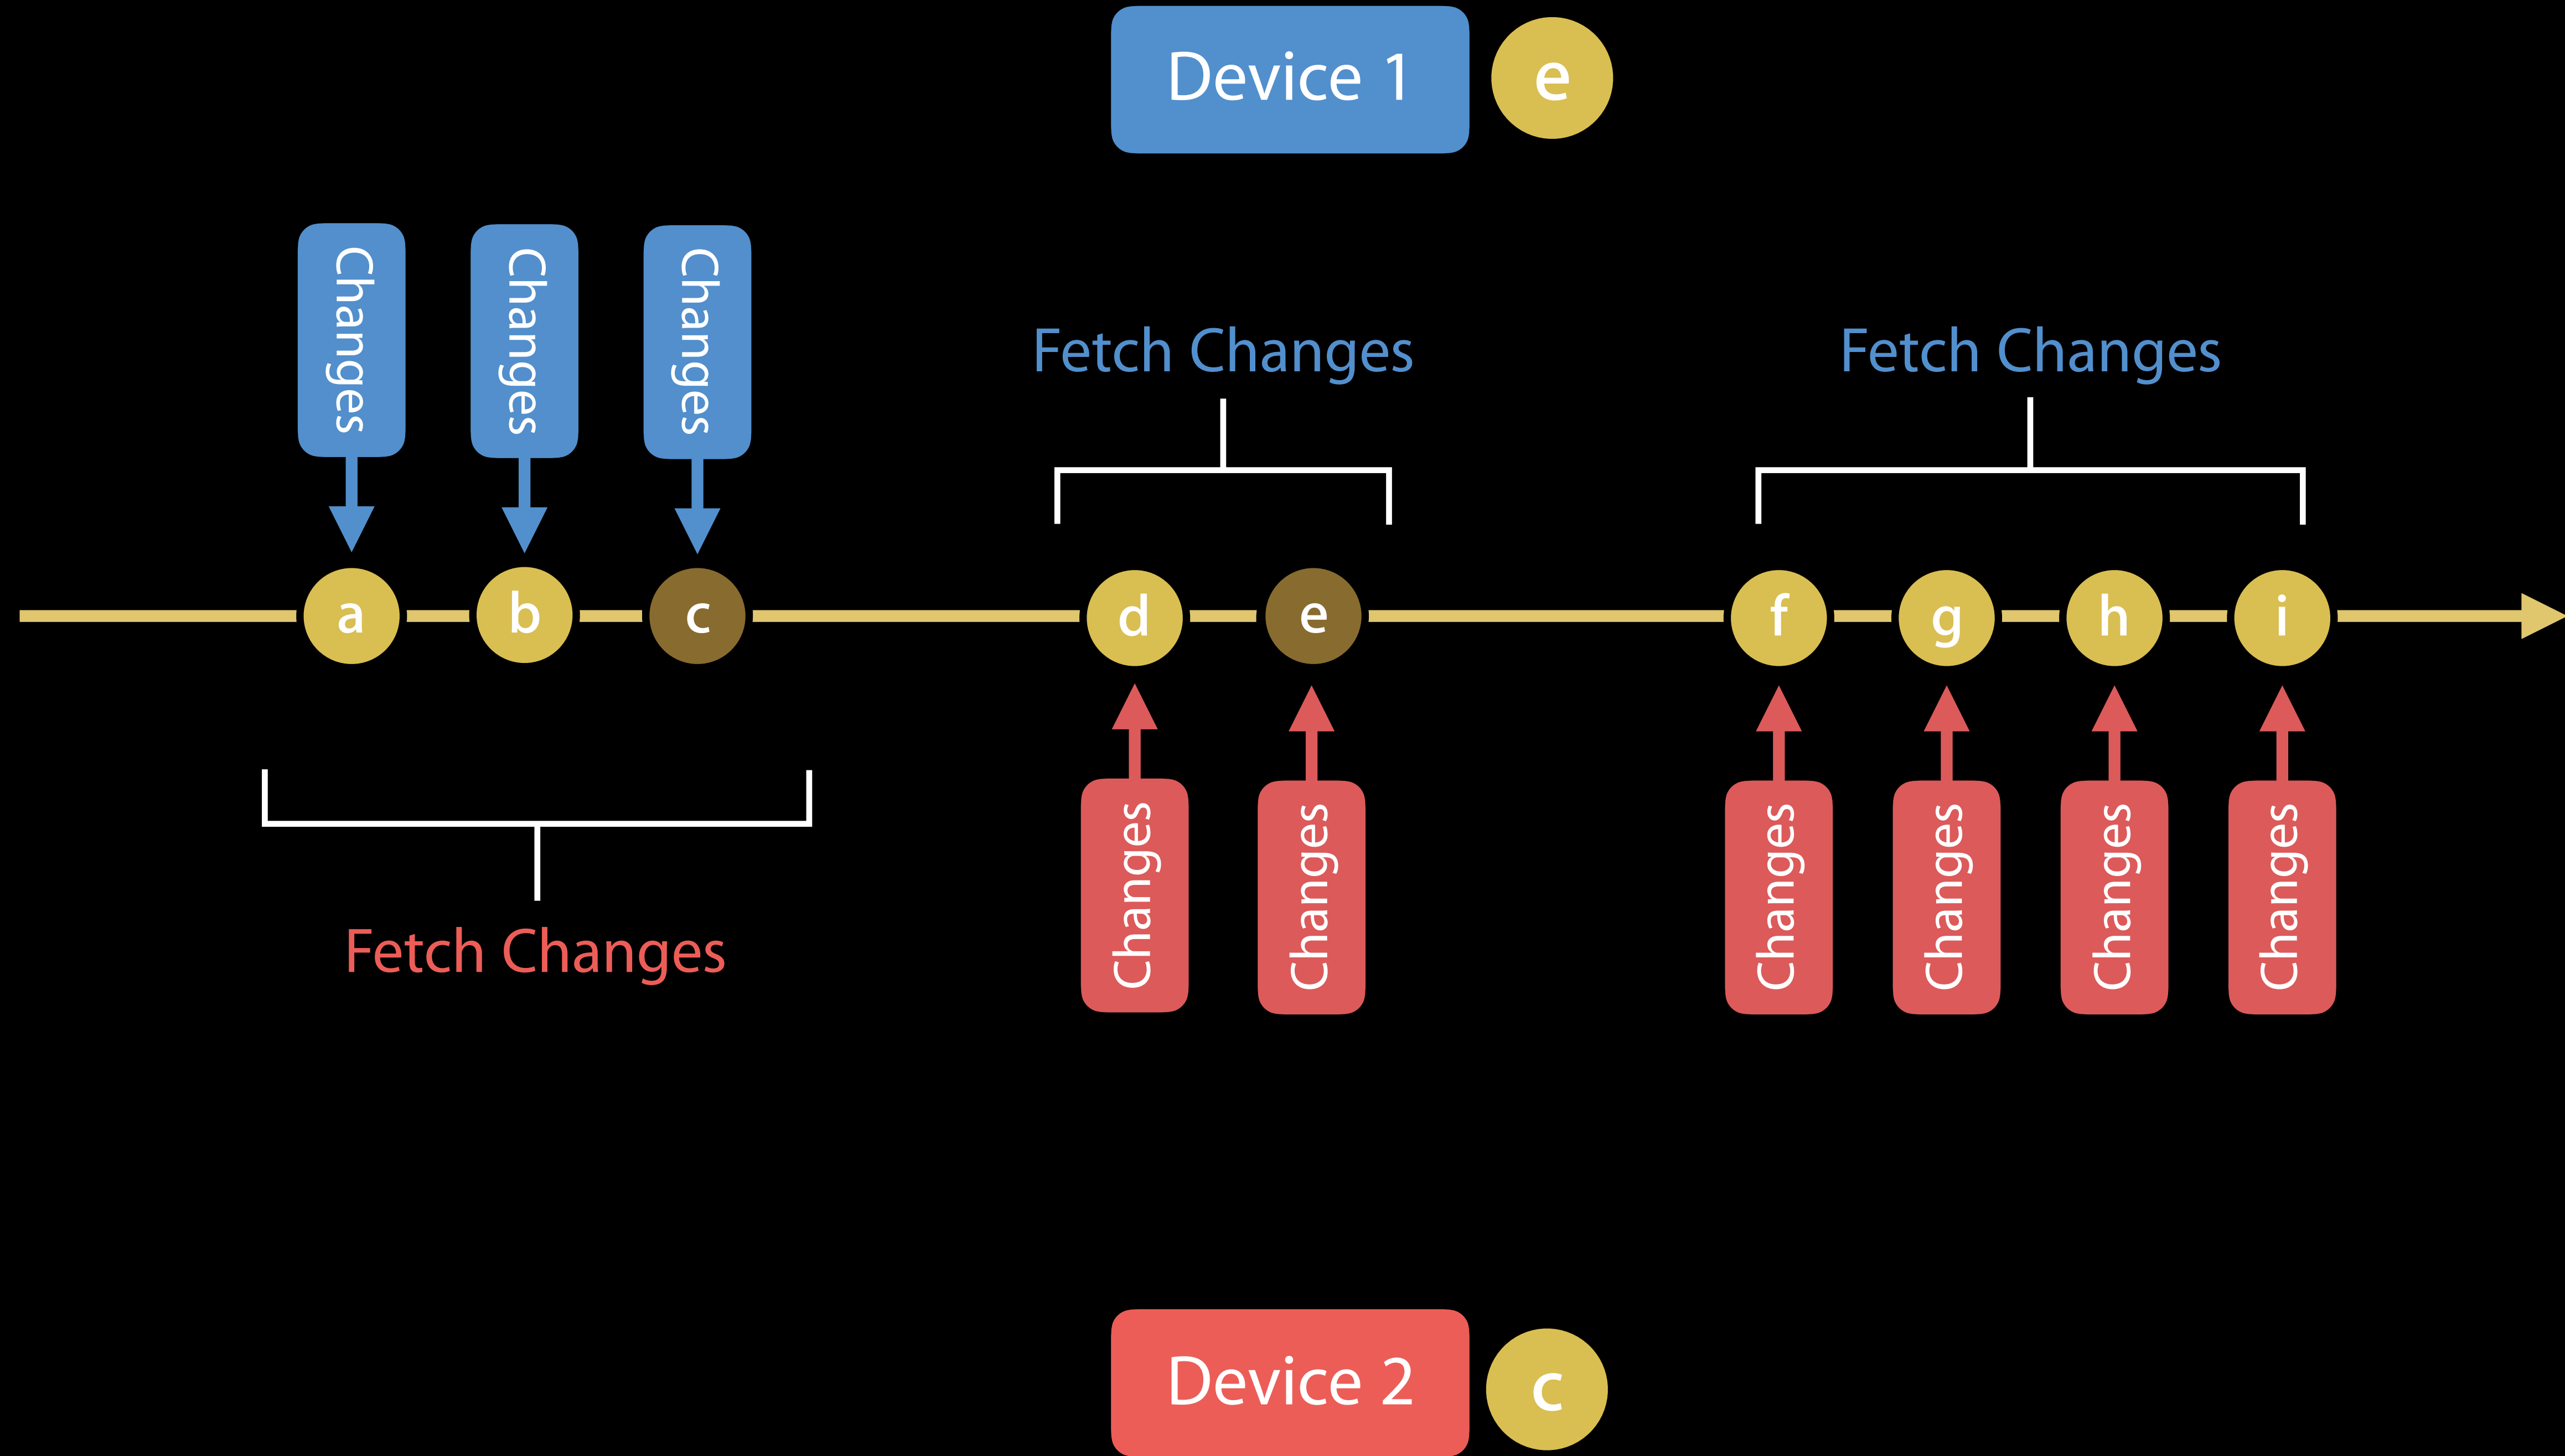 Device 1
e
Changes
Changes
Changes
Fetch Changes
Fetch Changes
a
b
c
d
e
f
g
h
i
Changes
Changes
Changes
Changes
Changes
Changes
Fetch Changes
Device 2
c